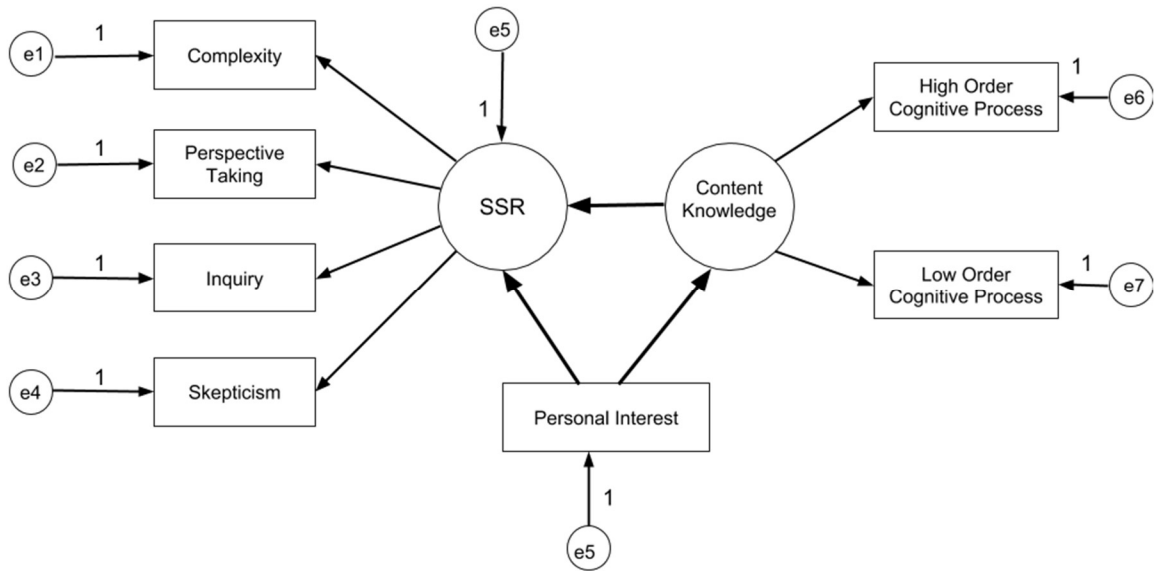 e1
1
Complexity
e5
1
e2
1
Perspective
Taking
SSR
Content
Knowledge
High Order
Cognitive Process
1
e6
e3
1
Inquiry
Low Order
Cognitive Process
1
e7
e4
1
Skepticism
Personal Interest
1
e5